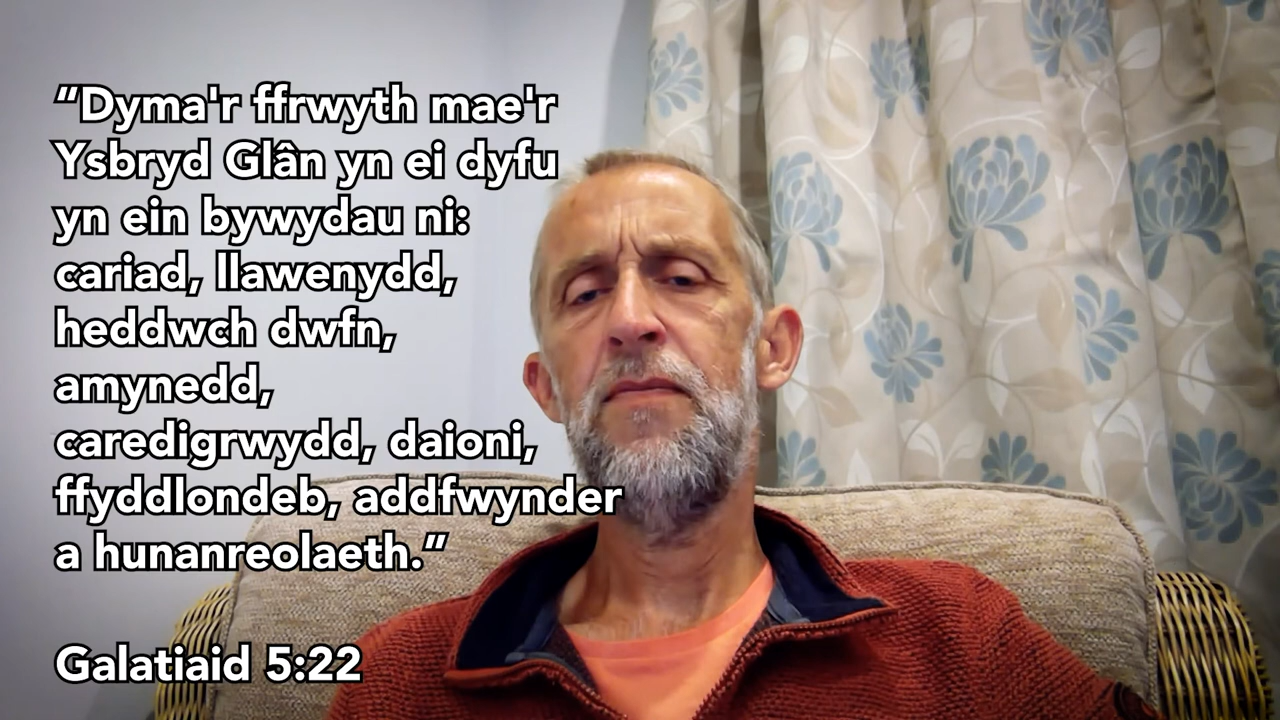 “Dyma'r ffrwyth mae'r
Ysbryd Glân yn ei dyfu
yn ein bywydau ni:
cariad, llawenydd,
heddwch dwfn,
amynedd,
caredigrwydd, daioni,
ffyddlondeb, addfwynder
a hunanreolaeth.”
Galatiaid 5:22